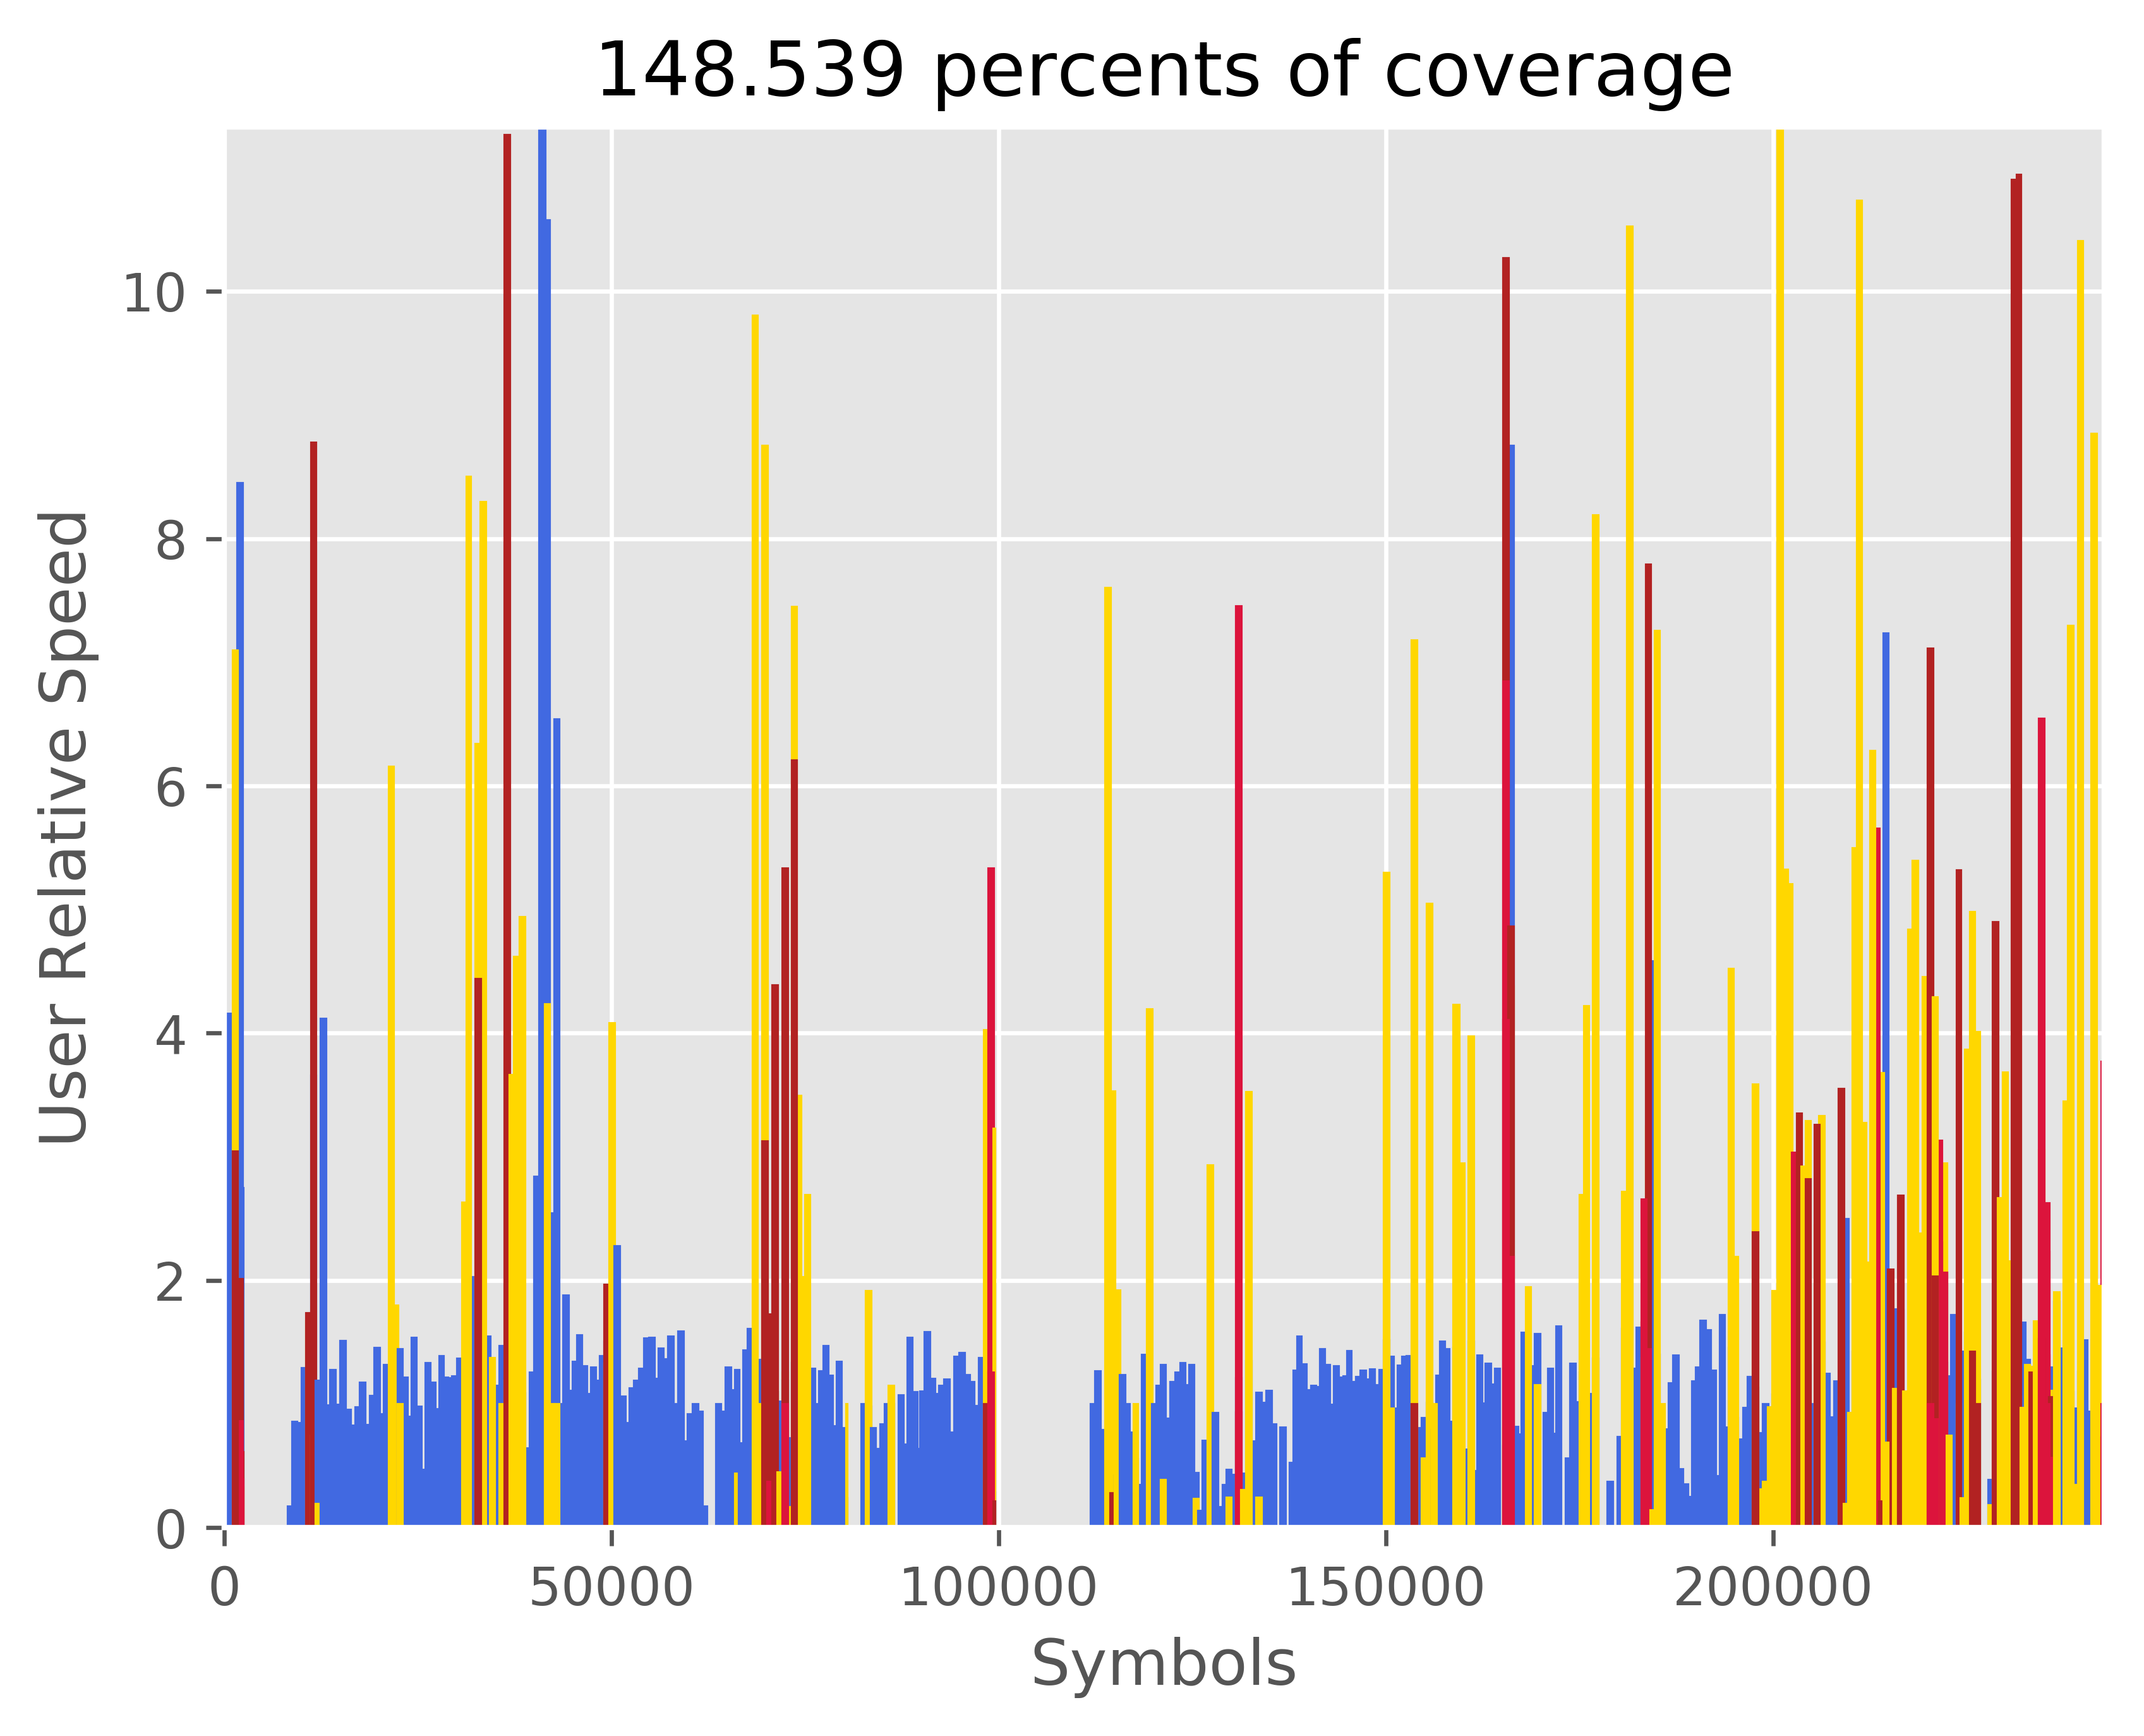 148.539 percents of coverage
User Relative Speed
10
8
6
4
2
0
0 50000 100000 150000 200000
Symbols